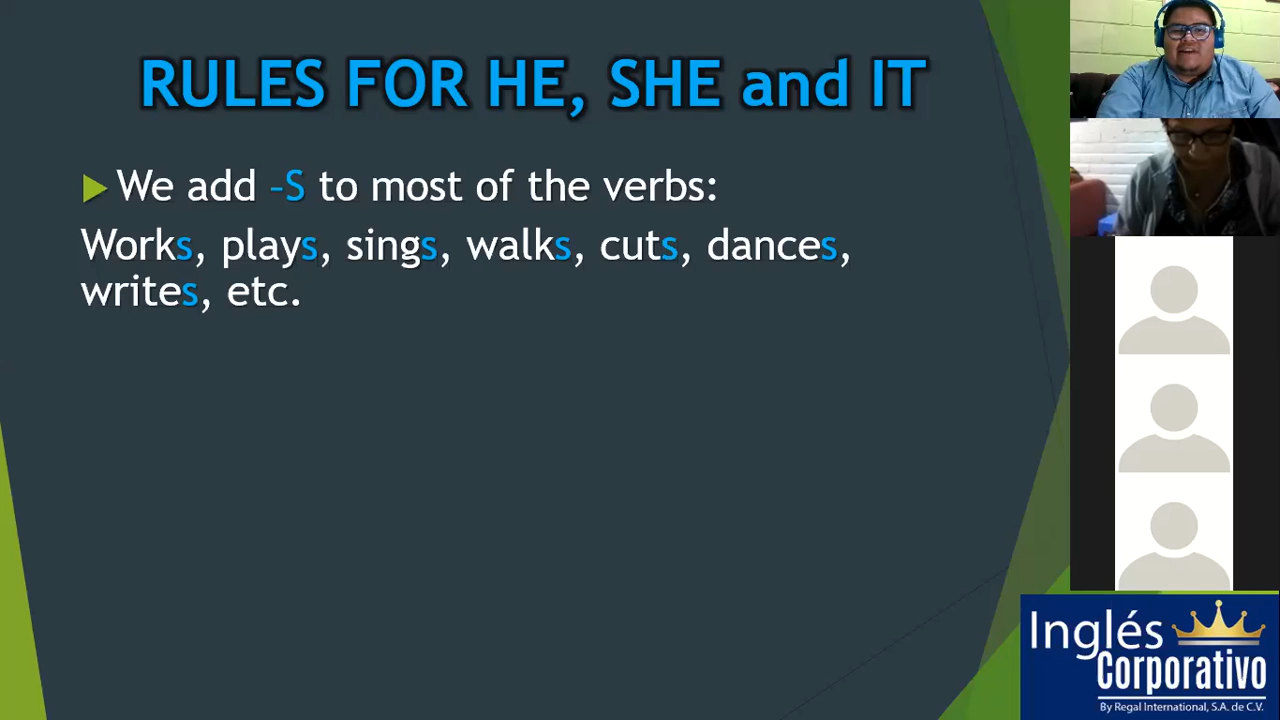 RULES FOR HE, SHE and IT
We add –S to most of the verbs:
Works, plays, sings, walks, cuts, dances,
writes, etc.
Inglés
Corporativo
By Regal International, S.A. de C.V.